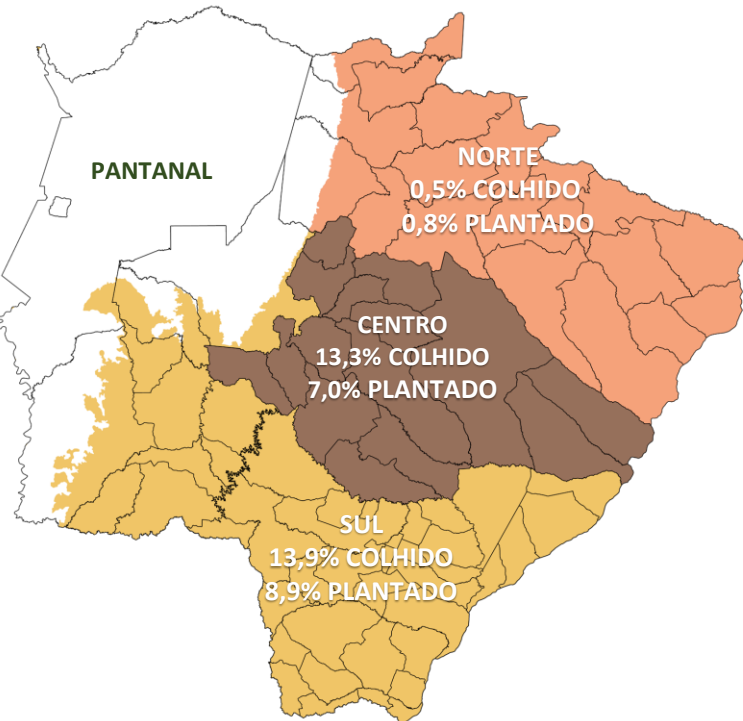 PANTANAL
NORTE
0,5% COLHIDO
0,8% PLANTADO
CENTRO
13,3% COLHIDO
7,0% PLANTADO
SUL
13,9% COLHIDO
8,9% PLANTADO